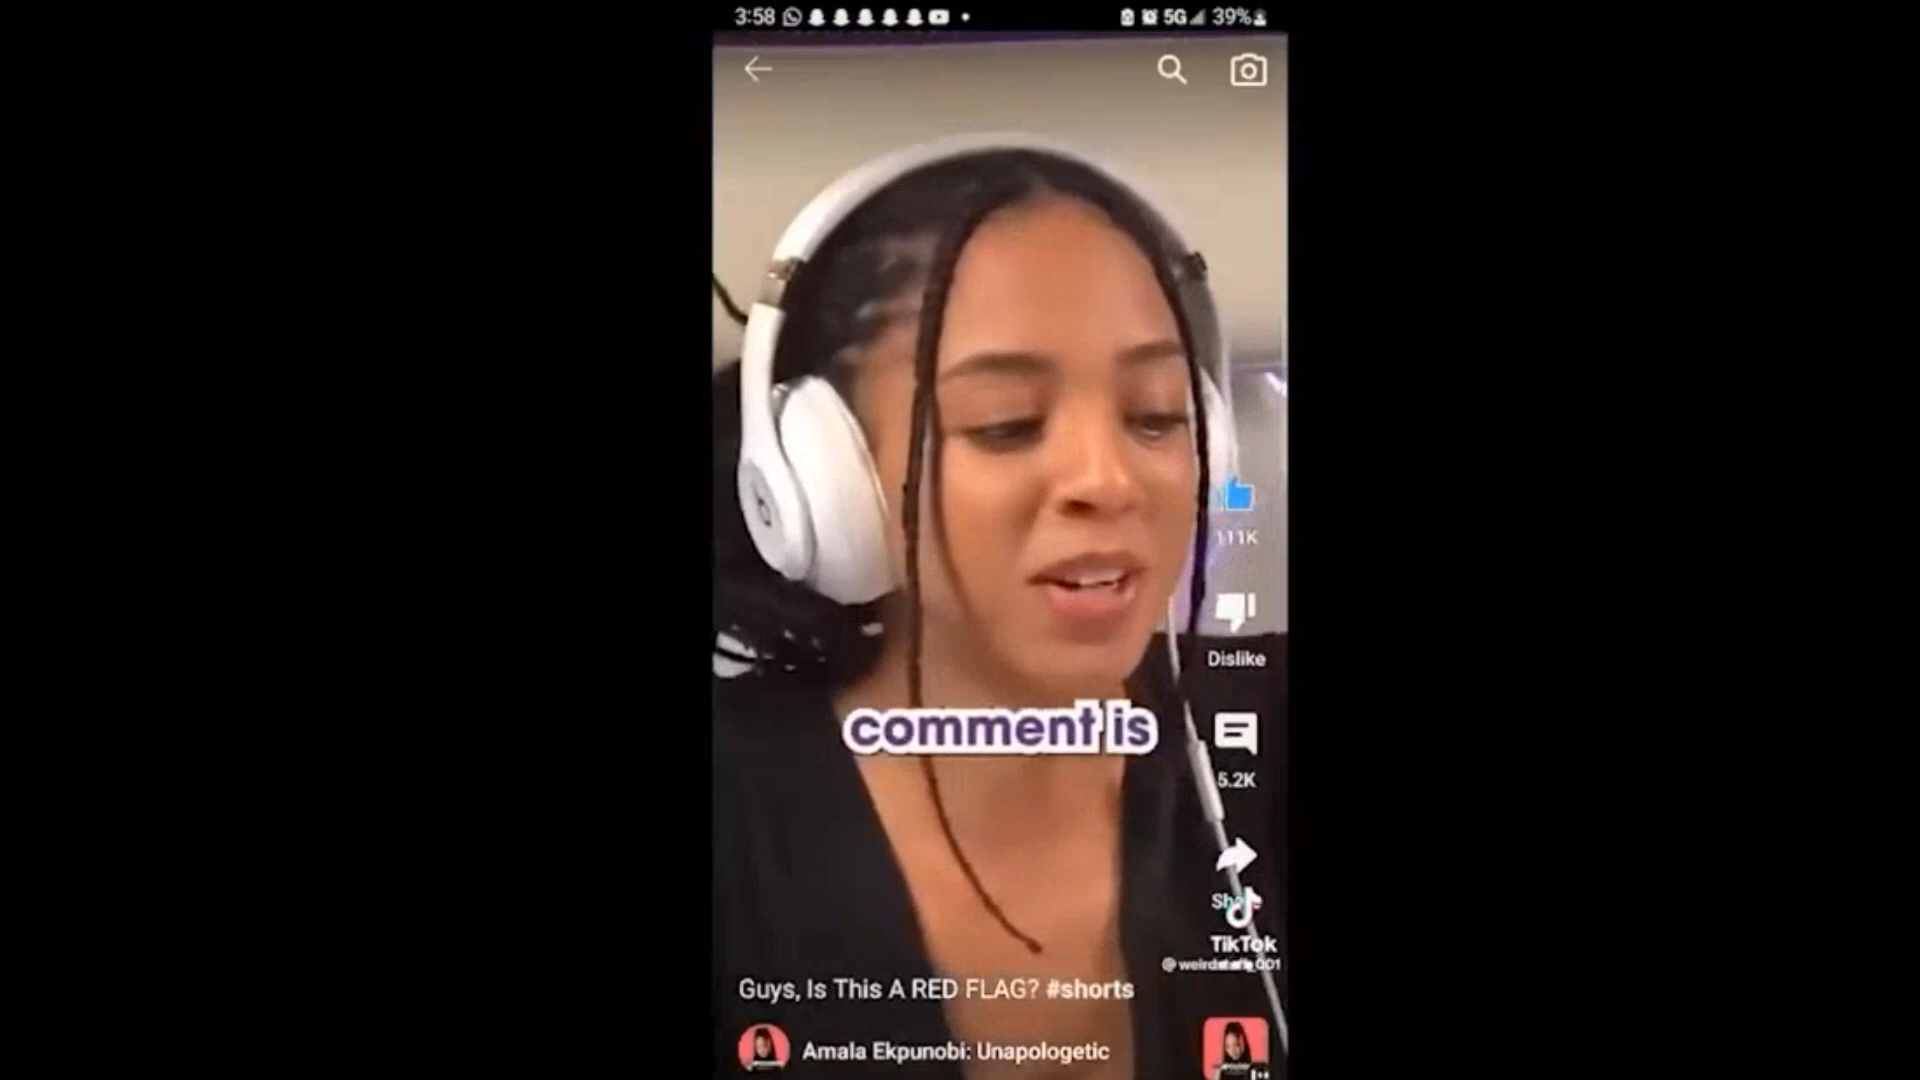 3:58 5G 39%
111K
Dislike
comment is
5.2K
TikTok
Guys, Is This A RED FLAG? #shorts
Amala Ekpunobi: Unapologetic